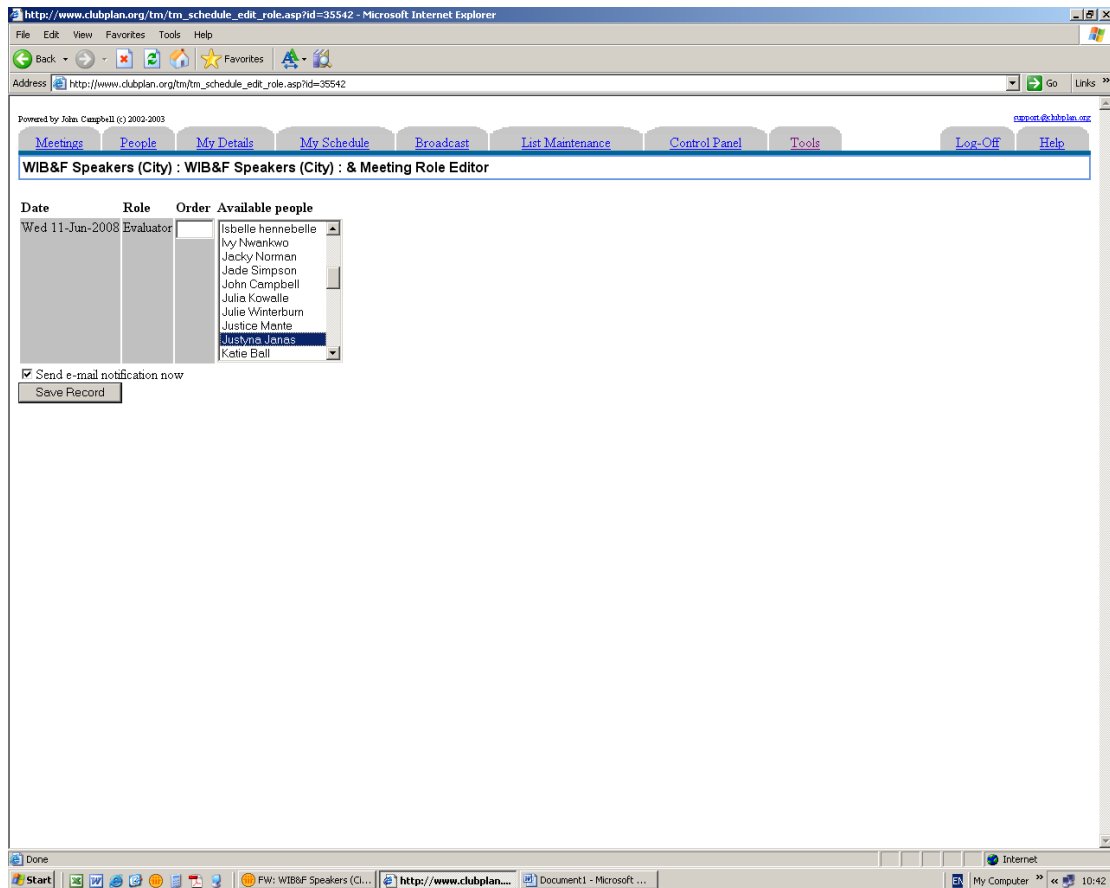 http://www.clubplan.org/tm/tm_schedule_edit_role.asp?id=35542 - Microsoft Internet Explorer
File Edit View Favorites Tools Help
Back Favorites
Address http://www.clubplan.org/tm/tm_schedule_edit_role.asp?id=35542 Go Links »
Powered by John Campbell (c) 2002-2003 support@clubplan.org
Meetings People My Details My Schedule Broadcast List Maintenance Control Panel Tools Log-Off Help
WIB&F Speakers (City) : WIB&F Speakers (City) : & Meeting Role Editor
Date Role Order Available people
Wed 11-Jun-2008 Evaluator Isbelle hennebelle
Ivy Nwankwo
Jacky Norman
Jade Simpson
John Campbell
Julia Kowalle
Julie Winterburn
Justice Mante
Justyna Janas
Katie Ball
Send e-mail notification now
Save Record
Done Internet
Start FW: WIB&F Speakers (Ci... http://www.clubplan.... Document1 - Microsoft ... EN My Computer » « 10:42